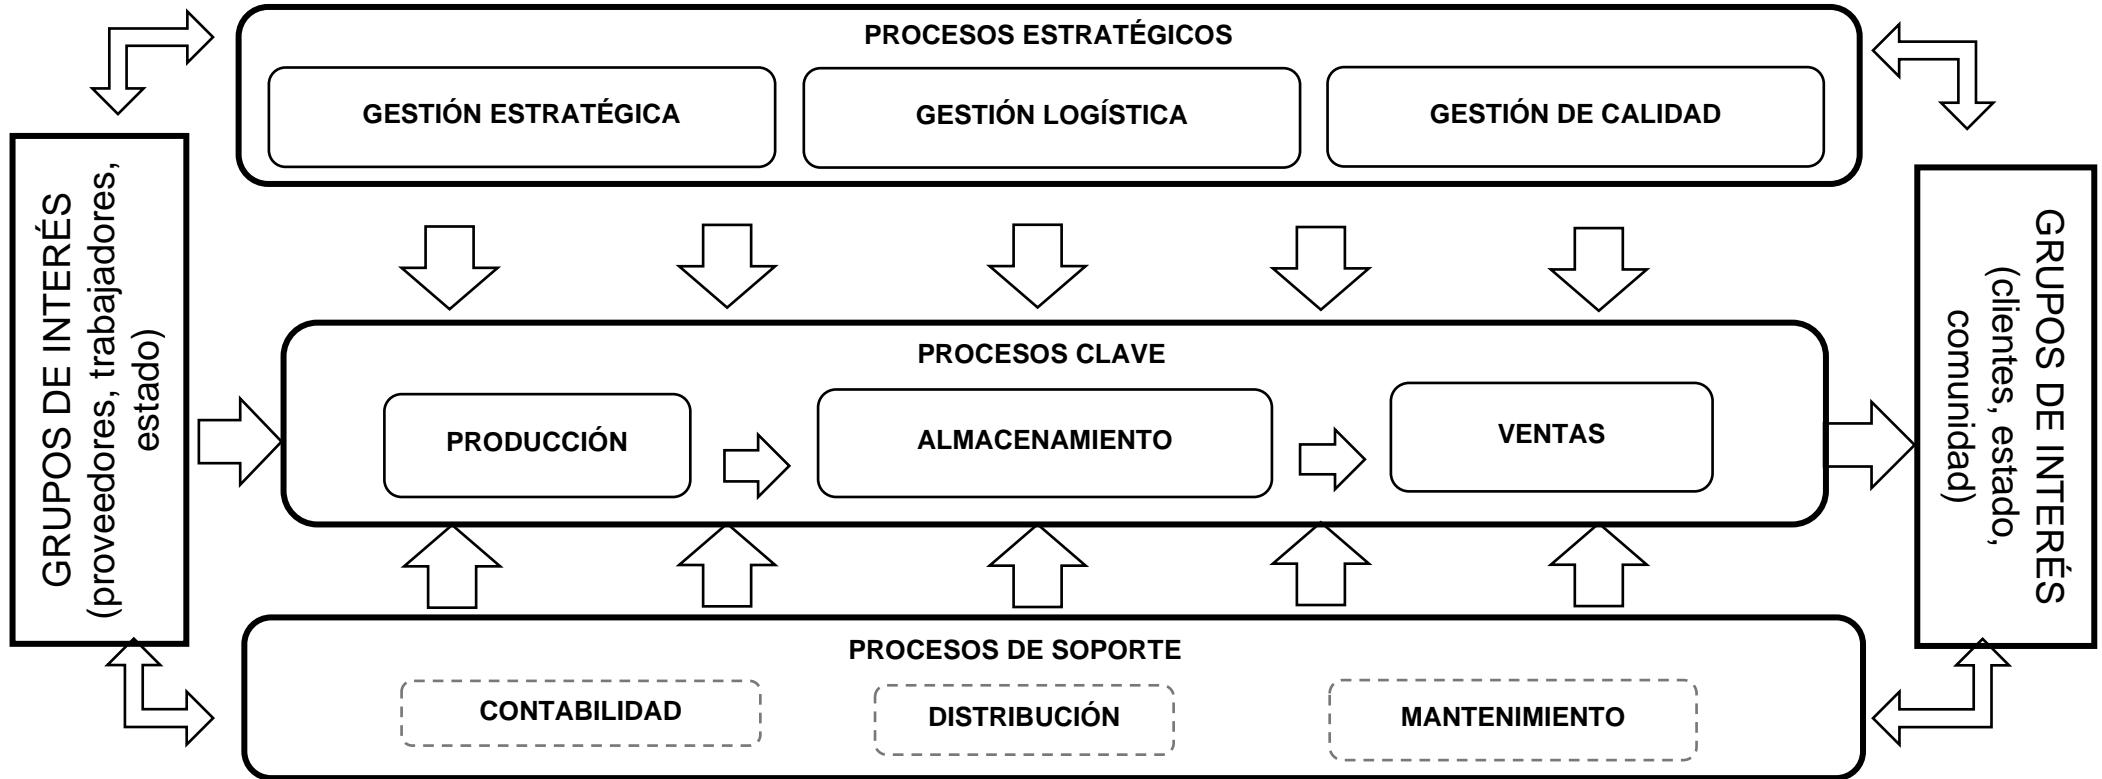 PROCESOS ESTRATÉGICOS
GESTIÓN ESTRATÉGICA
GESTIÓN LOGÍSTICA
GESTIÓN DE CALIDAD
GRUPOS DE INTERÉS
(proveedores, trabajadores,
estado)
PROCESOS CLAVE
PRODUCCIÓN
ALMACENAMIENTO
VENTAS
GRUPOS DE INTERÉS
(clientes, estado,
comunidad)
PROCESOS DE SOPORTE
CONTABILIDAD
DISTRIBUCIÓN
MANTENIMIENTO